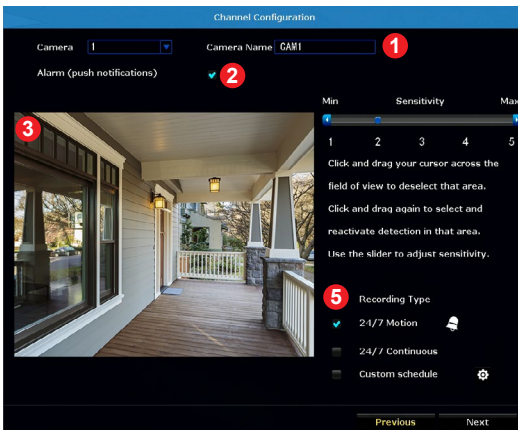 Channel Configuration
Camera 1 Camera Name CAM1 1
Alarm (push notifications) 2
3
Min Sensitivity Max
1 2 3 4 5
Click and drag your cursor across the
field of view to deselect that area.
Click and drag again to select and
reactivate detection in that area.
Use the slider to adjust sensitivity.
5 Recording Type
24/7 Motion
24/7 Continuous
Custom schedule
Previous Next